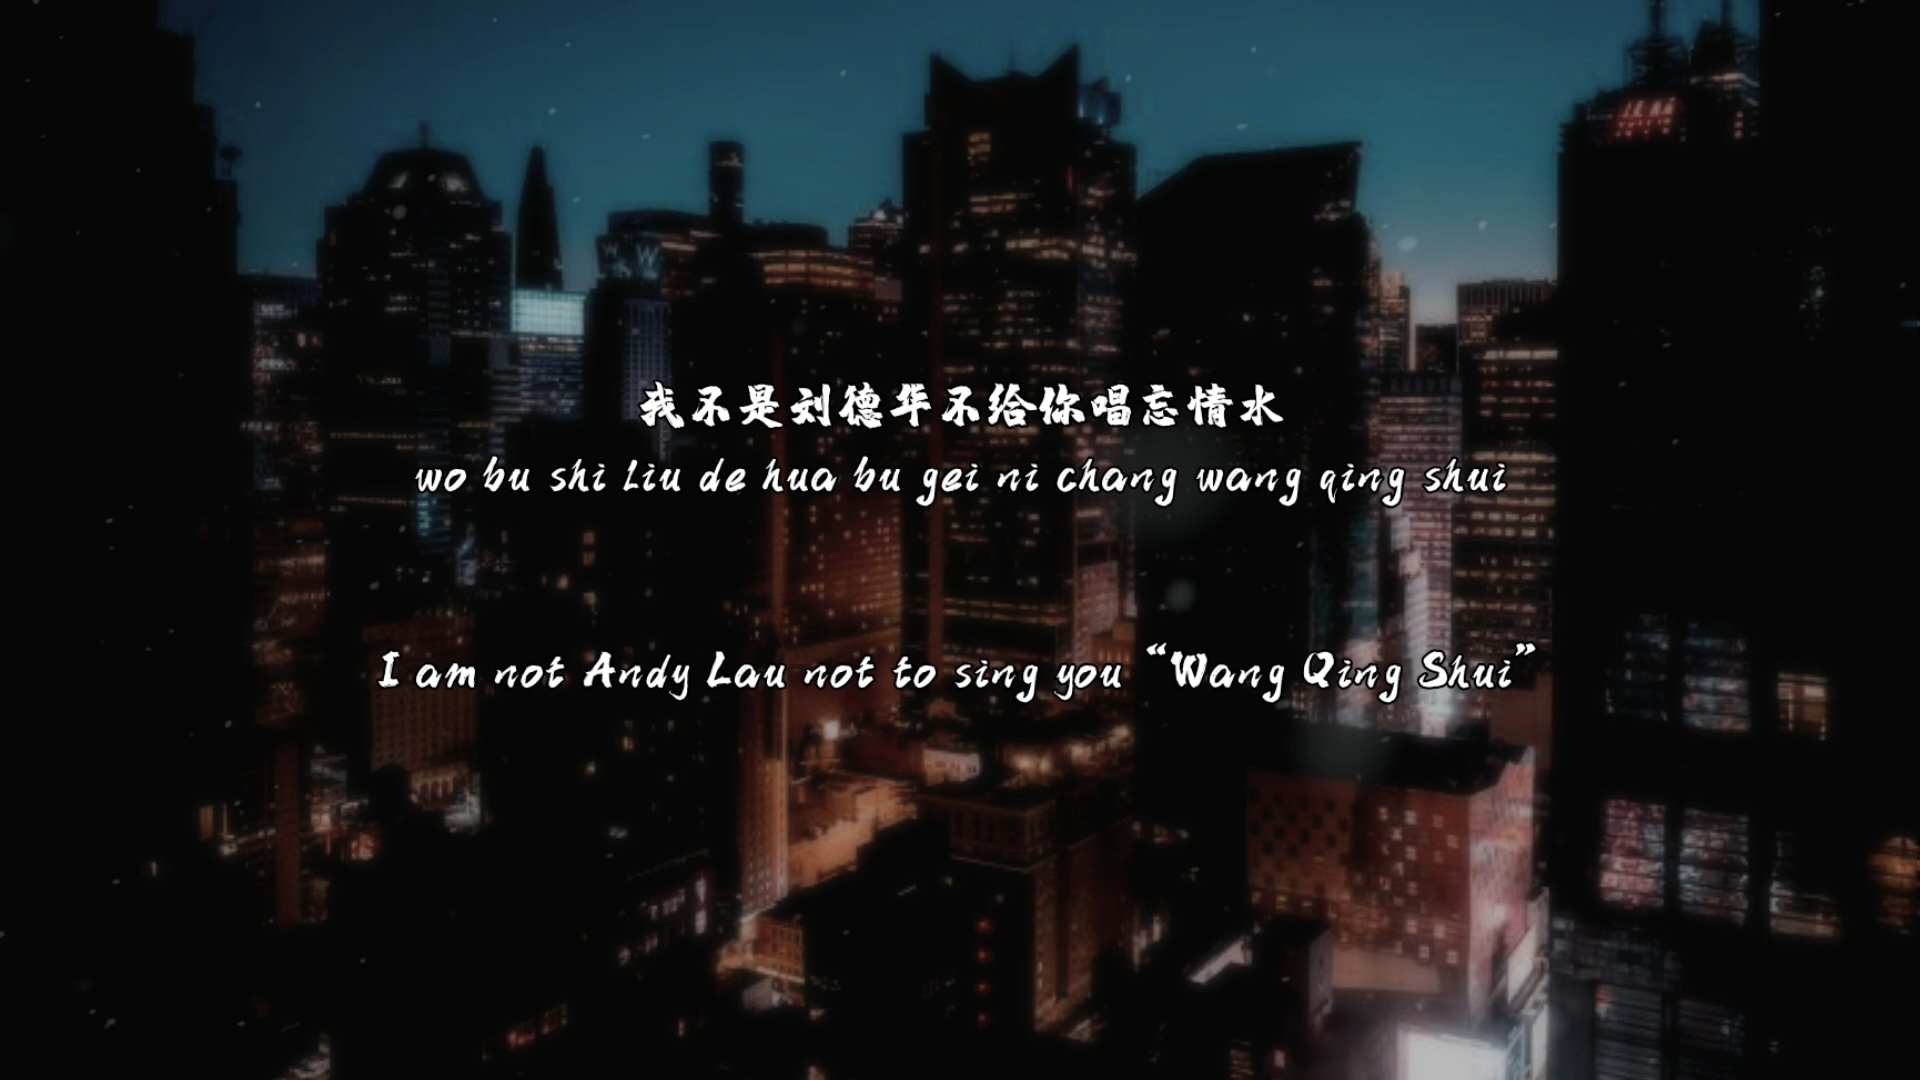 我不是刘德华不给你唱忘情水
wo bu shi Liu de hua bu gei ni chang wang qing shui
I am not Andy Lau not to sing you “Wang Qing Shui”